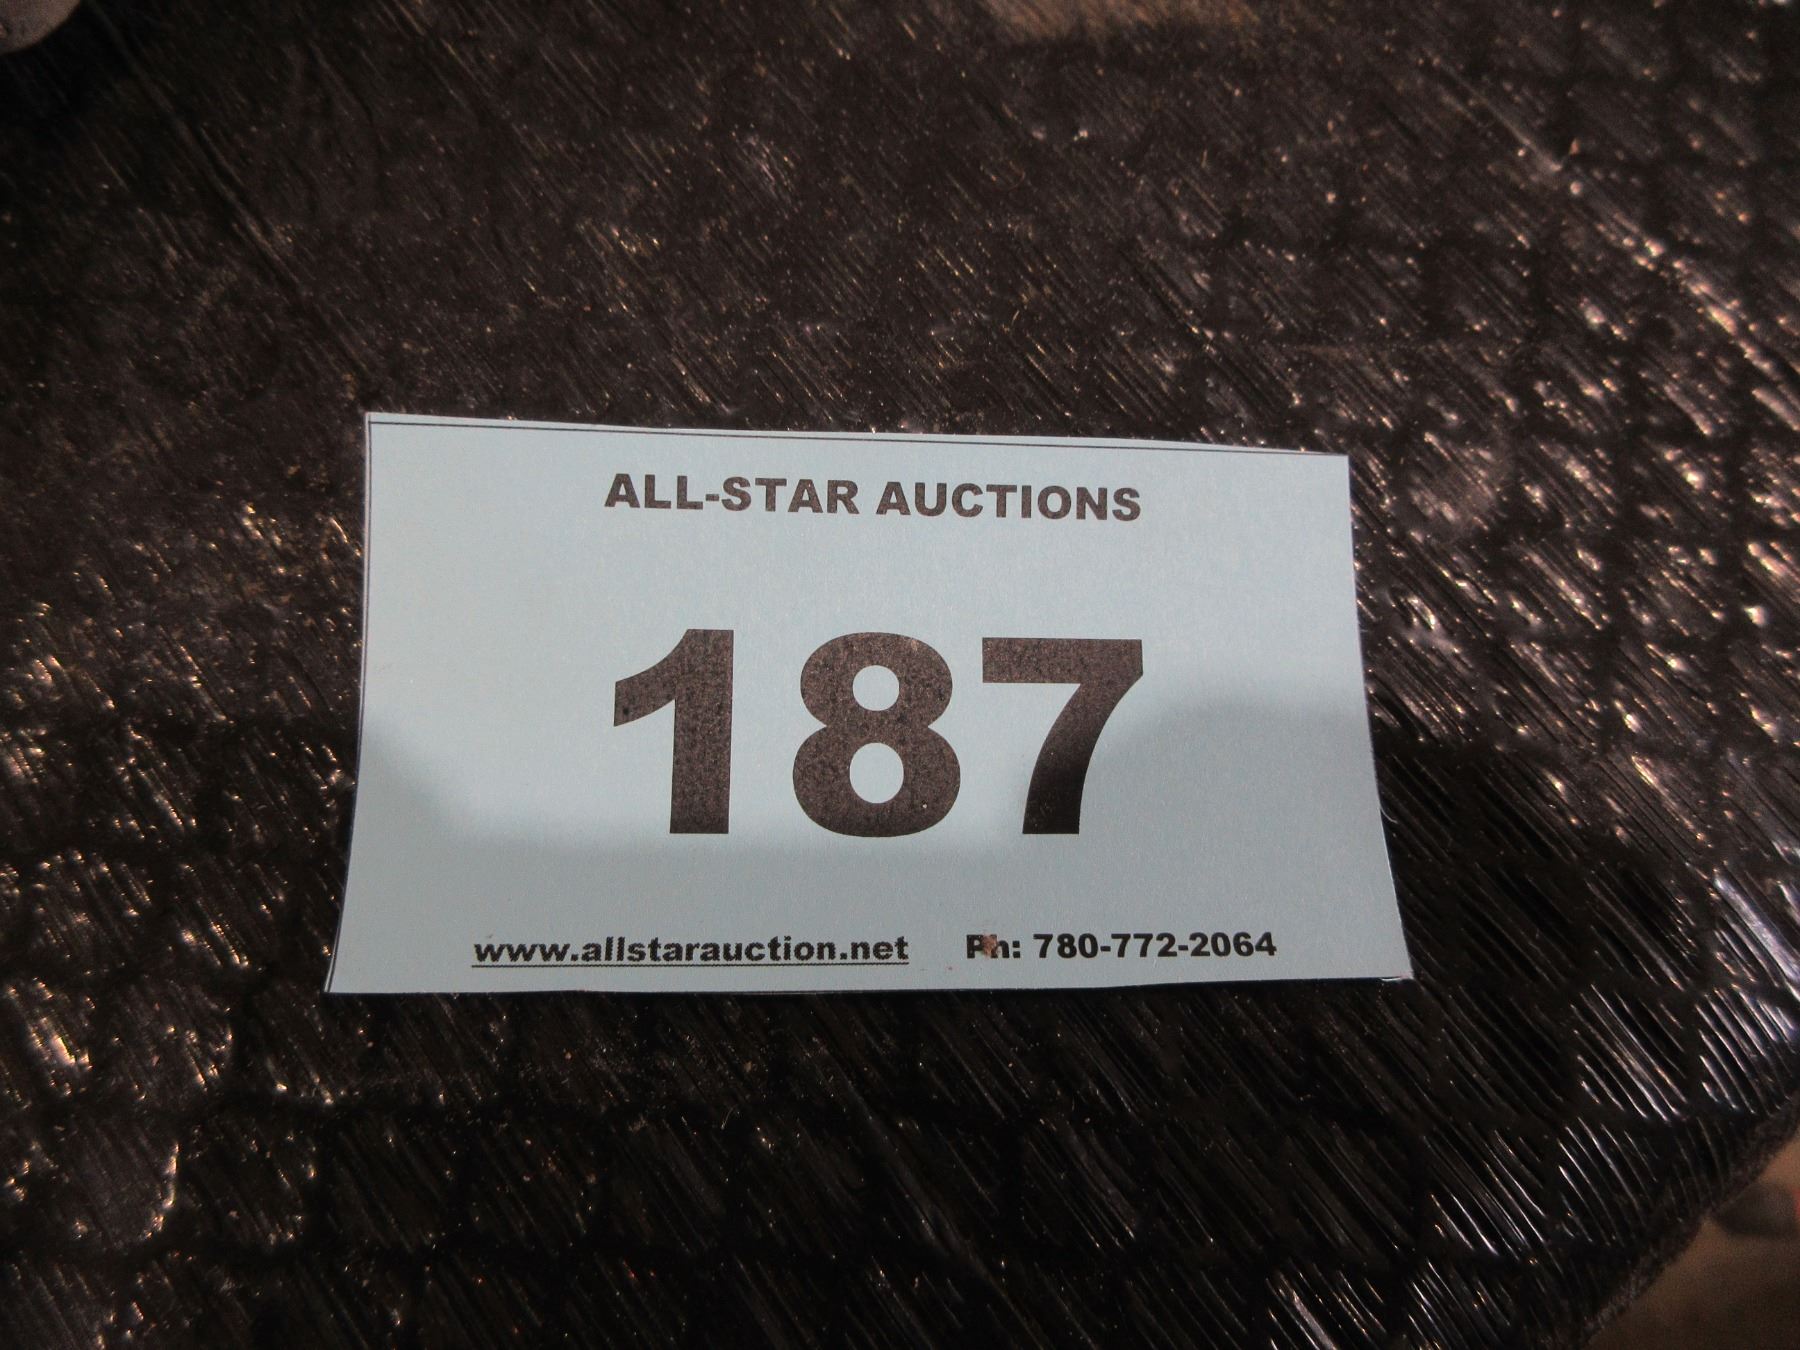 ALL-STAR AUCTIONS
187
www.allstarauction.net Ph: 780-772-2064